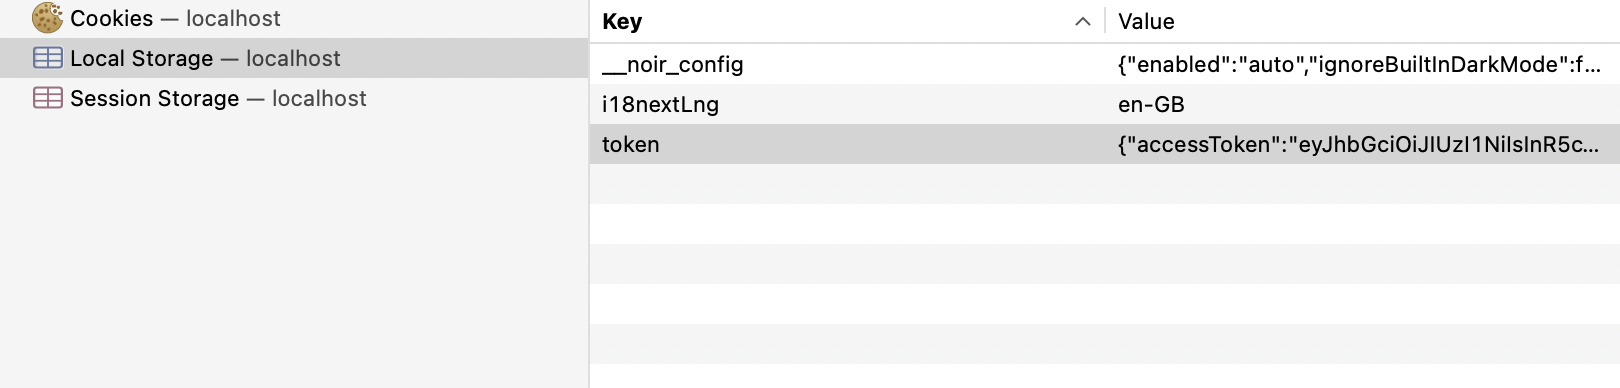 Cookies — localhost
Local Storage — localhost
Session Storage — localhost
Key Value
__noir_config {"enabled":"auto","ignoreBuiltInDarkMode":f...
i18nextLng en-GB
token {"accessToken":"eyJhbGciOiJIUzI1NiIsInR5c...